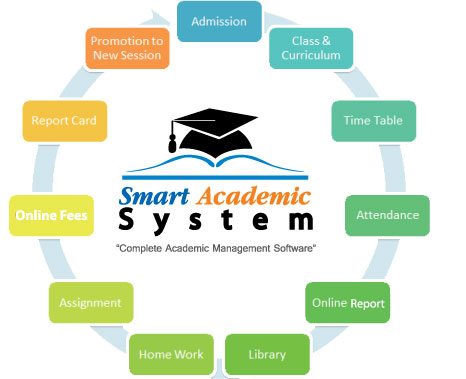 Admission
Class &
Curriculum
Time Table
Attendance
Online Report
Library
Home Work
Assignment
Online Fees
Report Card
Promotion to
New Session
Smart Academic
System
"Complete Academic Management Software"